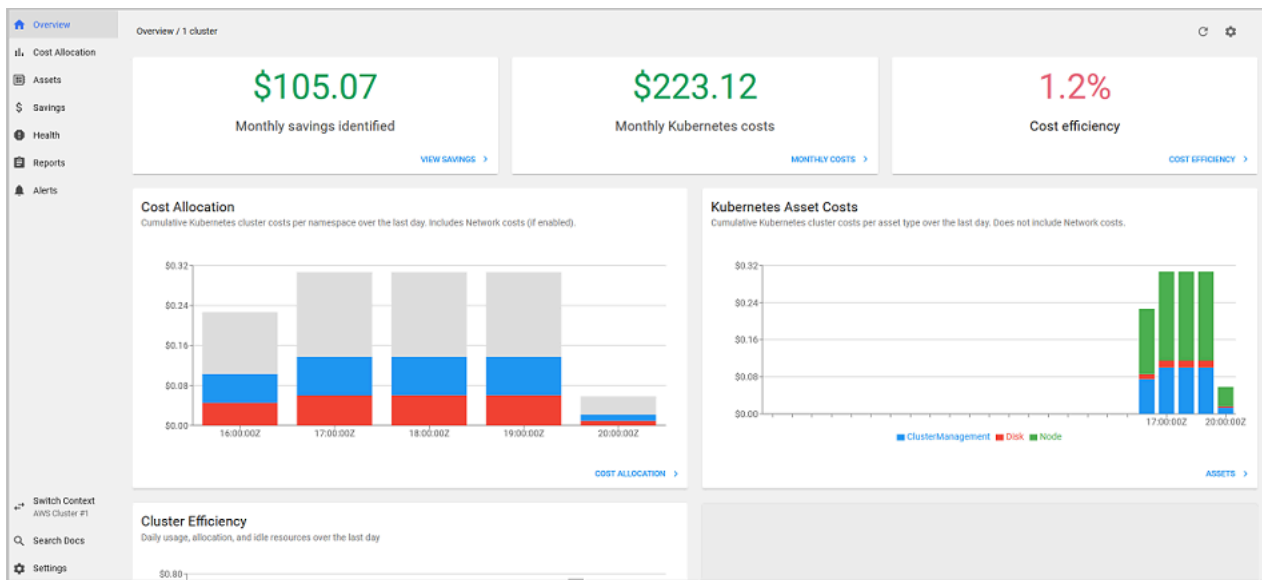 Overview
Cost Allocation
Assets
Savings
Health
Reports
Alerts
Switch Context
AWS Cluster #1
Search Docs
Settings
Overview / 1 cluster
$105.07
Monthly savings identified
VIEW SAVINGS
$223.12
Monthly Kubernetes costs
MONTHLY COSTS
1.2%
Cost efficiency
COST EFFICIENCY
Cost Allocation
Cumulative Kubernetes cluster costs per namespace over the last day. Includes Network costs (if enabled).
$0.32
$0.24
$0.16
$0.08
$0.00
16:00:00Z 17:00:00Z 18:00:00Z 19:00:00Z 20:00:00Z
COST ALLOCATION
Kubernetes Asset Costs
Cumulative Kubernetes cluster costs per asset type over the last day. Does not include Network costs.
$0.32
$0.24
$0.16
$0.08
$0.00
17:00:00Z 20:00:00Z
ClusterManagement Disk Node
ASSETS
Cluster Efficiency
Daily usage, allocation, and idle resources over the last day
$0.80